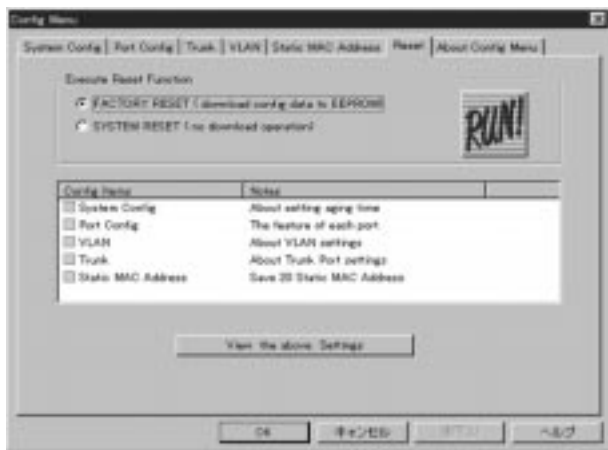 Config Menu
System Config | Port Config | Trunk | VLAN | Static MAC Address | Reset | About Config Menu
Execute Reset Function
FACTORY RESET ( download config data to EEPROM)
RUN!
SYSTEM RESET ( no download operation)
Config Items Notes
System Config About setting aging time
Port Config The feature of each port
VLAN About VLAN settings
Trunk About Trunk Port settings
Static MAC Address Save 20 Static MAC Address
View the above Settings
OK キャンセル ヘルプ